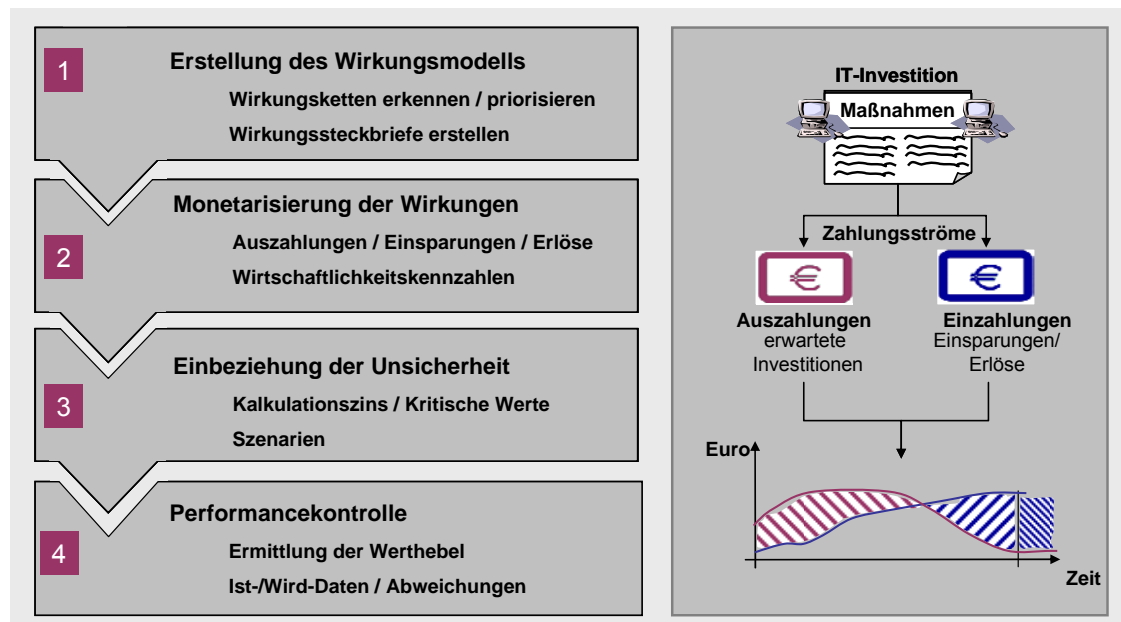 1
Erstellung des Wirkungsmodells
Wirkungsketten erkennen / priorisieren
Wirkungssteckbriefe erstellen
2
Monetarisierung der Wirkungen
Auszahlungen / Einsparungen / Erlöse
Wirtschaftlichkeitskennzahlen
3
Einbeziehung der Unsicherheit
Kalkulationszins / Kritische Werte
Szenarien
4
Performancekontrolle
Ermittlung der Werthebel
Ist-/Wird-Daten / Abweichungen
IT-Investition
Maßnahmen
Zahlungsströme
€
€
Auszahlungen
erwartete
Investitionen
Einzahlungen
Einsparungen/
Erlöse
Euro
Zeit